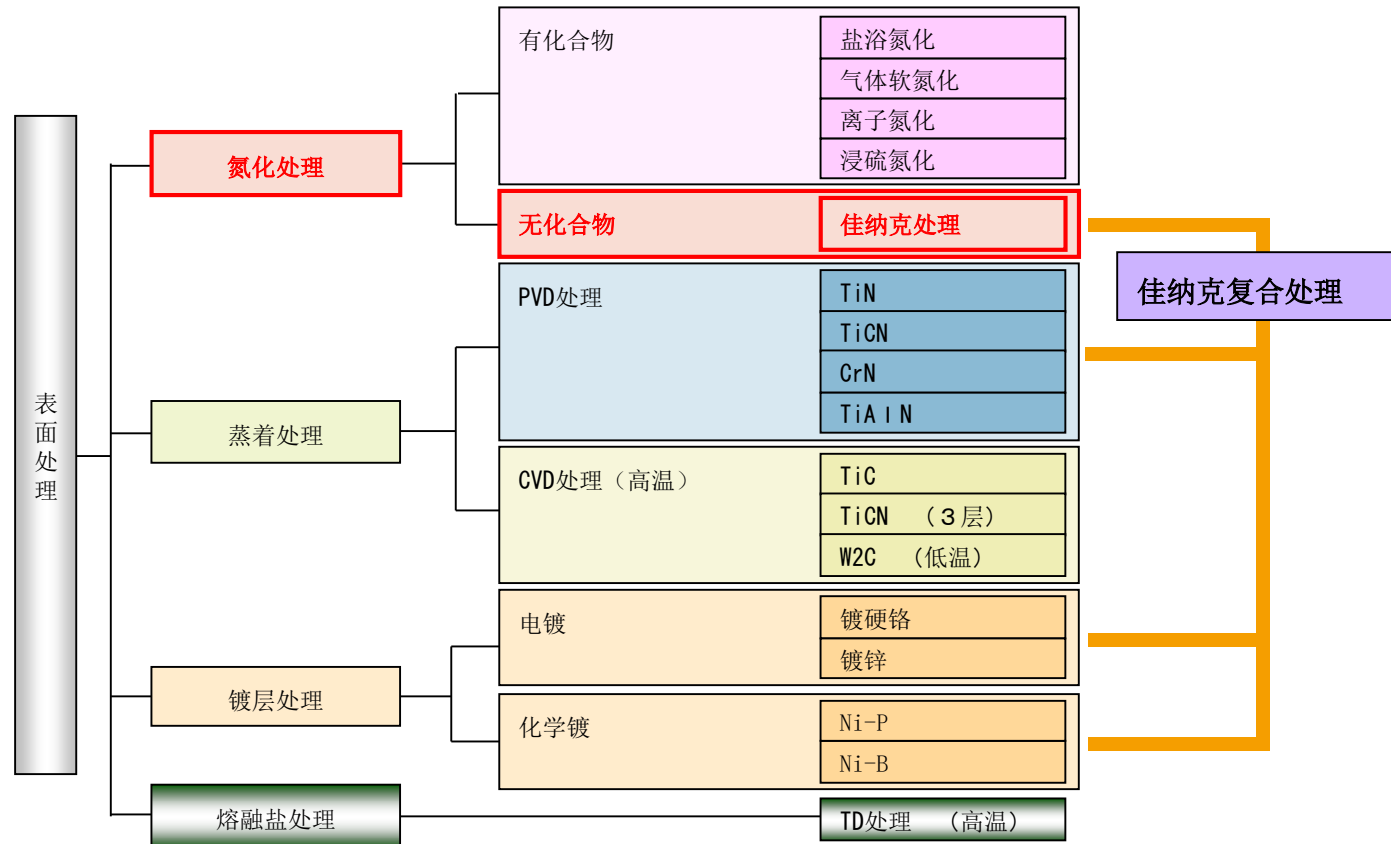 表面处理
氮化处理
有化合物
盐浴氮化
气体软氮化
离子氮化
浸硫氮化
无化合物
佳纳克处理
蒸着处理
PVD处理
TiN
TiCN
CrN
TiAlN
CVD处理（高温）
TiC
TiCN （3层）
W2C （低温）
镀层处理
电镀
镀硬铬
镀锌
化学镀
Ni-P
Ni-B
熔融盐处理
TD处理 （高温）
佳纳克复合处理